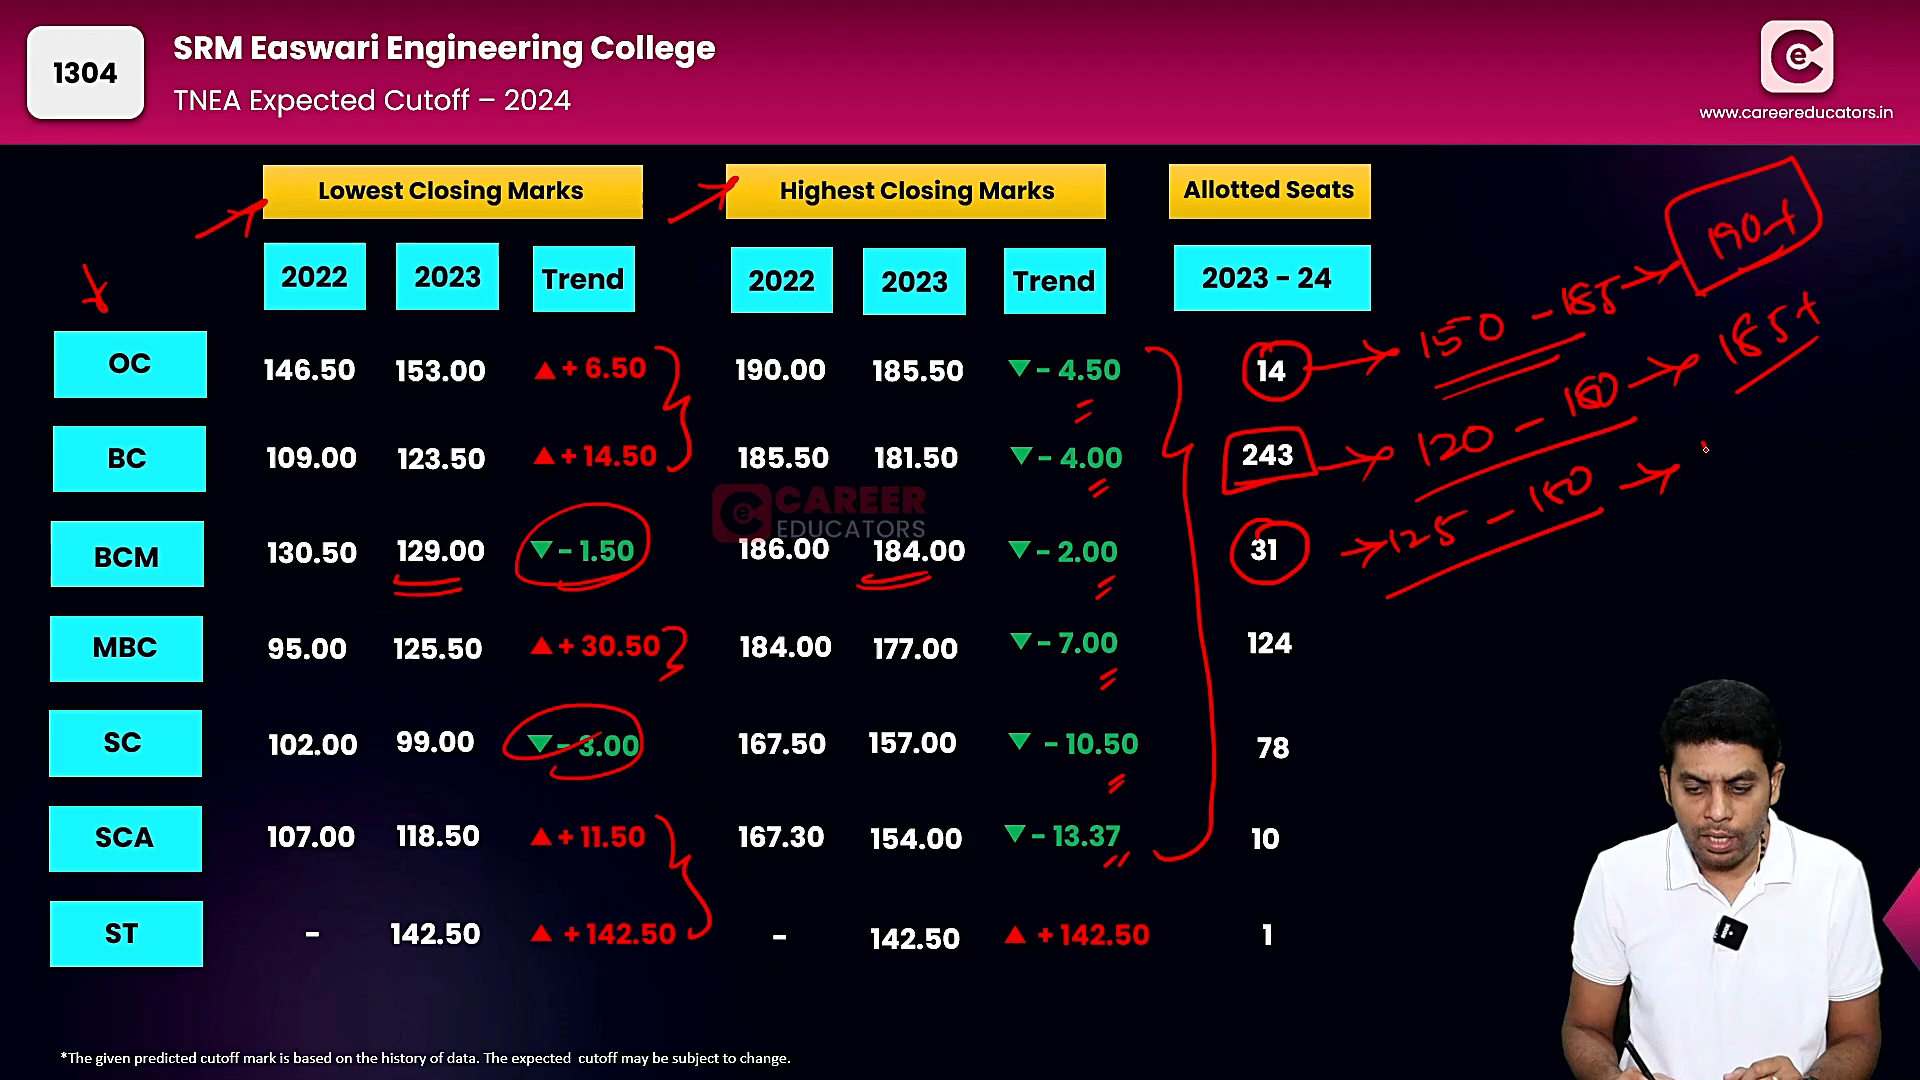 1304
SRM Easwari Engineering College
TNEA Expected Cutoff – 2024
e
www.careereducators.in
Lowest Closing Marks
Highest Closing Marks
Allotted Seats
2022 2023 Trend
2022 2023 Trend
2023 - 24
OC 146.50 153.00 ▲ + 6.50 190.00 185.50 ▼ - 4.50 14
150 - 185 190+
BC 109.00 123.50 ▲ + 14.50 185.50 181.50 ▼ - 4.00 243
120 - 180 185+
CAREER
EDUCATORS
BCM 130.50 129.00 ▼ - 1.50 186.00 184.00 ▼ - 2.00 31
125 - 180
MBC 95.00 125.50 ▲ + 30.50 184.00 177.00 ▼ - 7.00 124
SC 102.00 99.00 ▼ - 3.00 167.50 157.00 ▼ - 10.50 78
SCA 107.00 118.50 ▲ + 11.50 167.30 154.00 ▼ - 13.37 10
ST - 142.50 ▲ + 142.50 - 142.50 ▲ + 142.50 1
*The given predicted cutoff mark is based on the history of data. The expected cutoff may be subject to change.